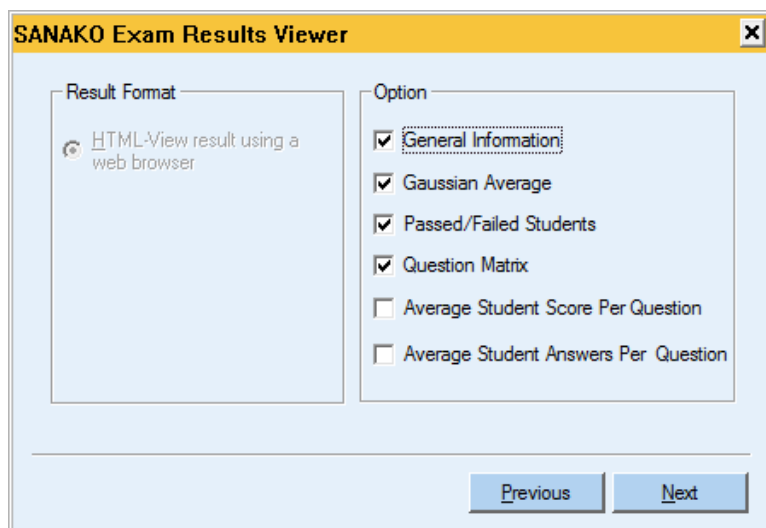 SANAKO Exam Results Viewer
Result Format
HTML-View result using a
web browser
Option
General Information
Gaussian Average
Passed/Failed Students
Question Matrix
Average Student Score Per Question
Average Student Answers Per Question
Previous
Next